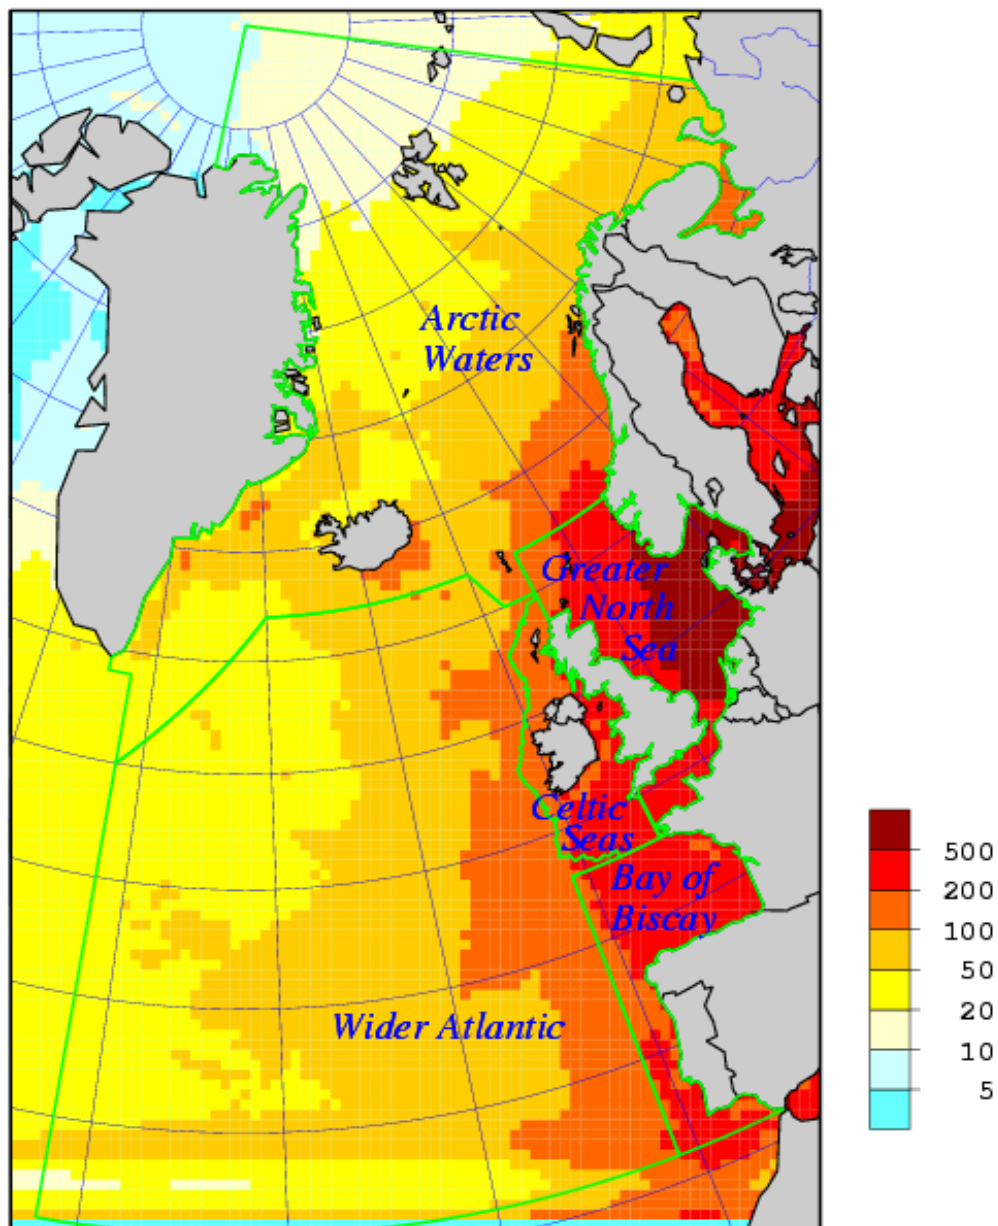 Arctic
Waters
Greater
North
Sea
Celtic
Seas
Bay of
Biscay
Wider Atlantic
500
200
100
50
20
10
5